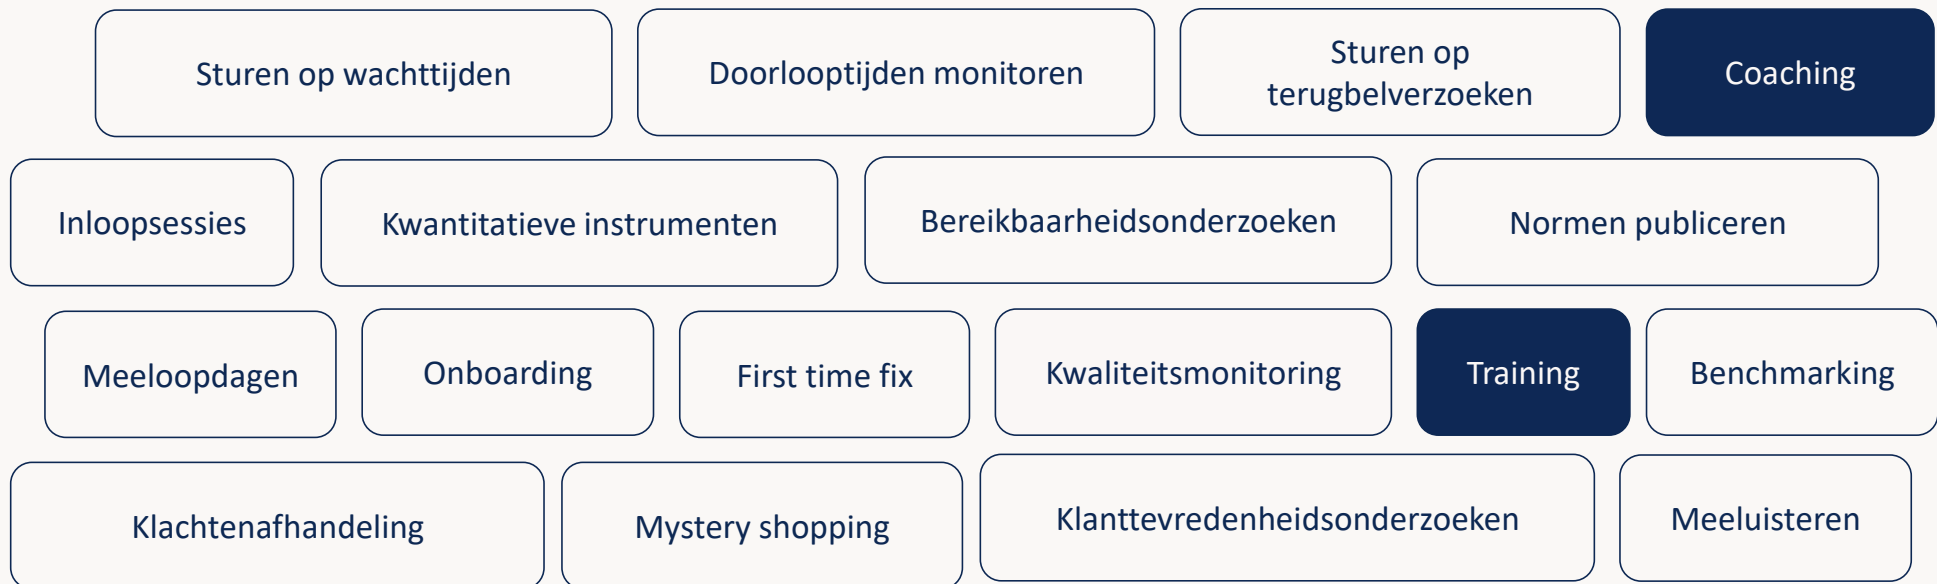 Sturen op wachttijden
Doorlooptijden monitoren
Sturen op
terugbelverzoeken
Coaching
Inloopsessies
Kwantitatieve instrumenten
Bereikbaarheidsonderzoeken
Normen publiceren
Meeloopdagen
Onboarding
First time fix
Kwaliteitsmonitoring
Training
Benchmarking
Klachtenafhandeling
Mystery shopping
Klanttevredenheidsonderzoeken
Meeluisteren